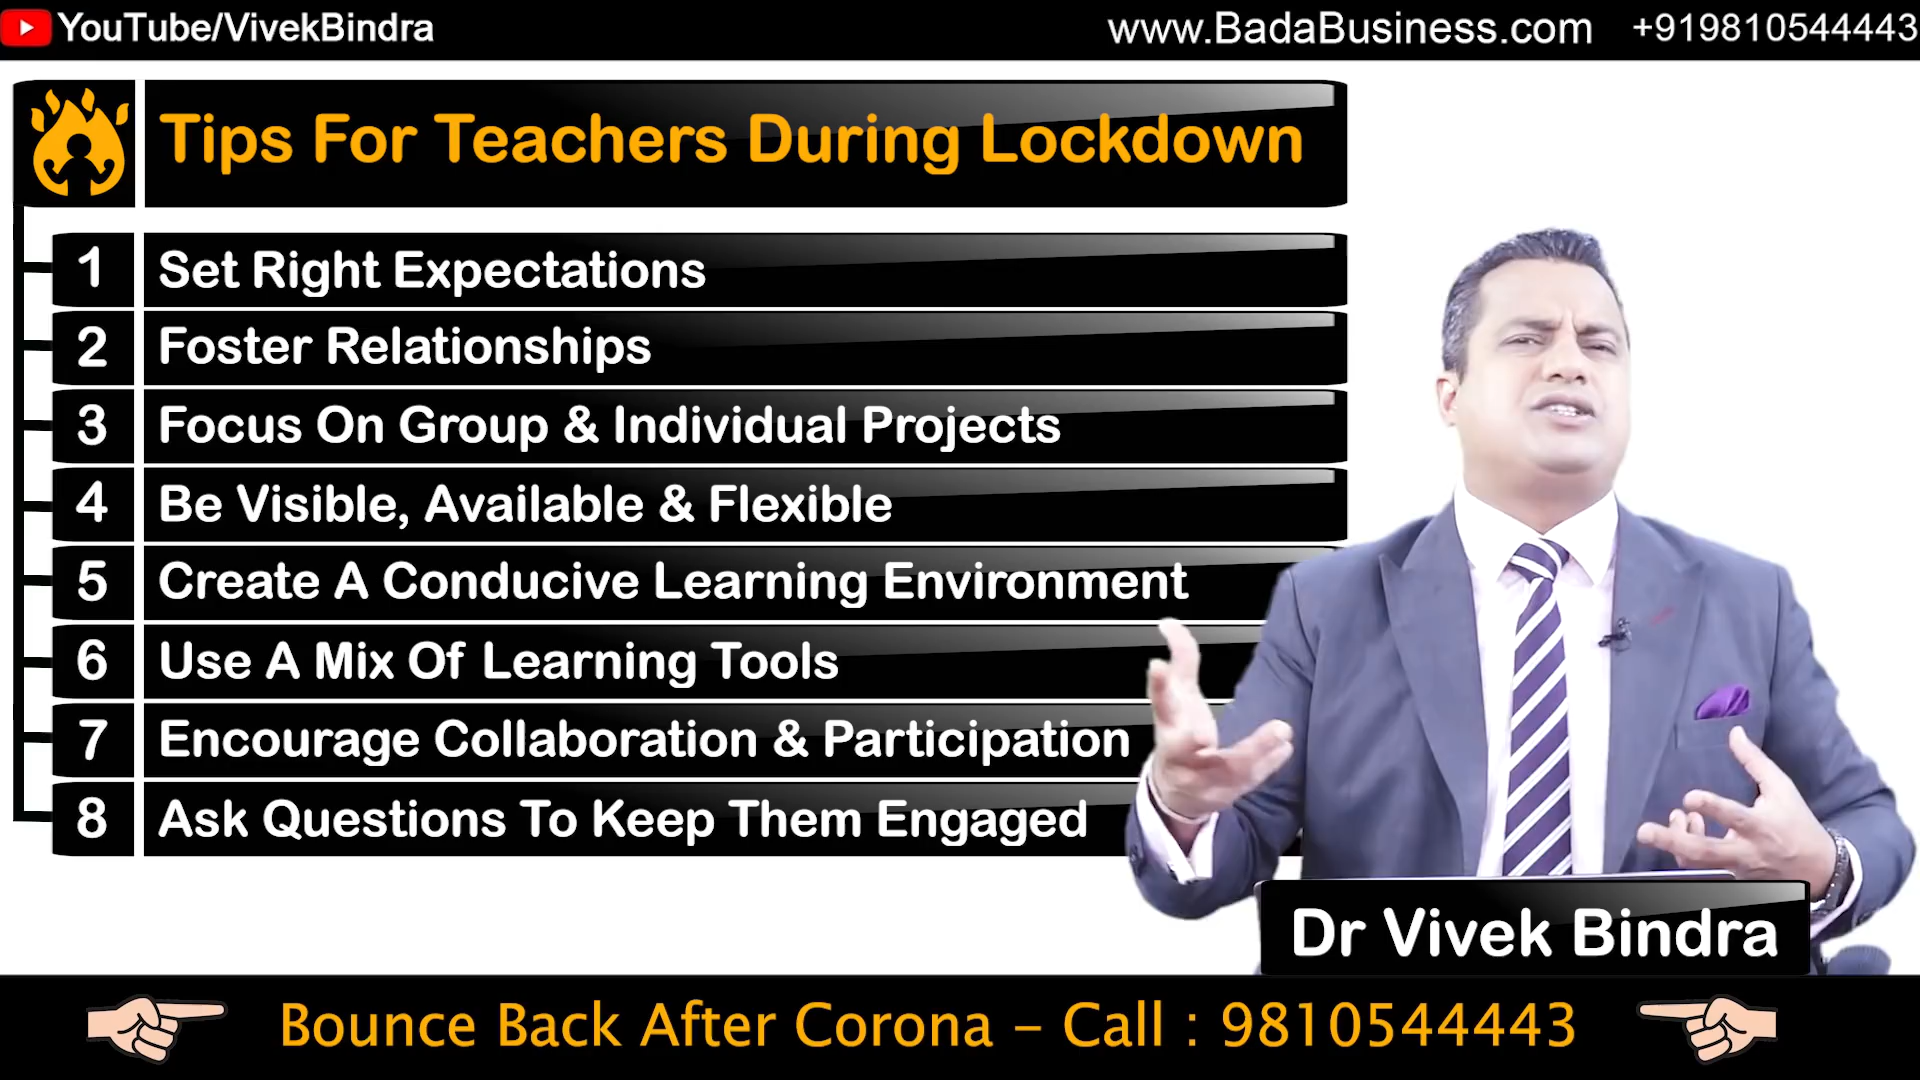 YouTube/VivekBindra
www.BadaBusiness.com +919810544443
Tips For Teachers During Lockdown
1 Set Right Expectations
2 Foster Relationships
3 Focus On Group & Individual Projects
4 Be Visible, Available & Flexible
5 Create A Conducive Learning Environment
6 Use A Mix Of Learning Tools
7 Encourage Collaboration & Participation
8 Ask Questions To Keep Them Engaged
Dr Vivek Bindra
Bounce Back After Corona – Call : 9810544443